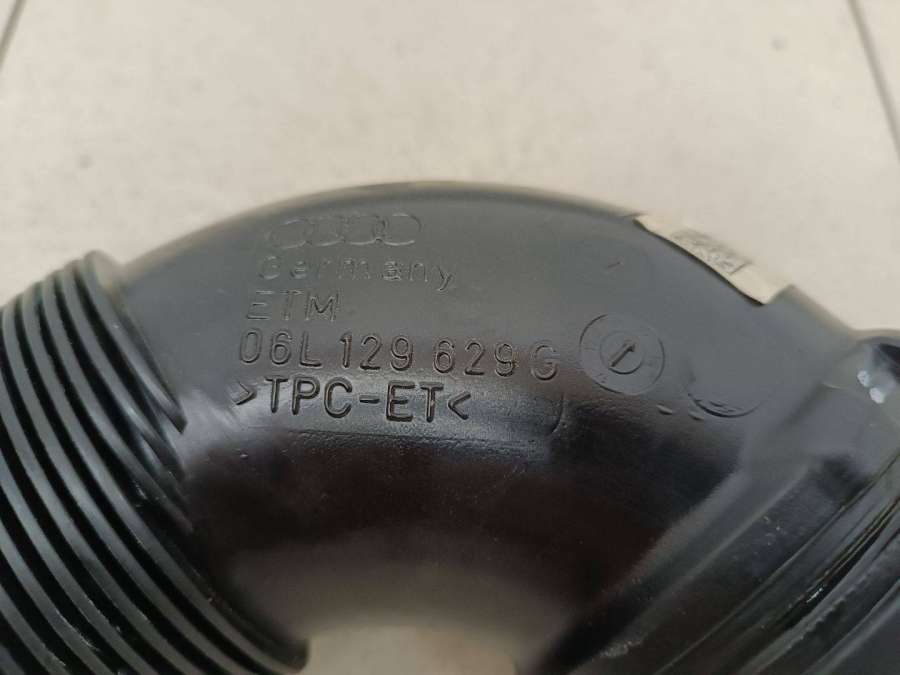 Germany
ETM
06L 129 629 G
>TPC-ET<